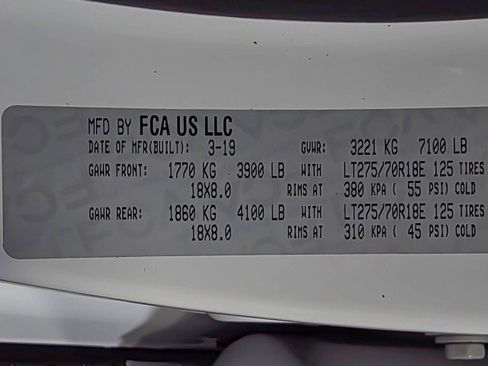 MFD BY FCA US LLC
DATE OF MFR(BUILT): 3-19 GVWR: 3221 KG 7100 LB
GAWR FRONT: 1770 KG 3900 LB WITH LT275/70R18E 125 TIRES
18X8.0 RIMS AT 380 KPA ( 55 PSI) COLD
GAWR REAR: 1860 KG 4100 LB WITH LT275/70R18E 125 TIRES
18X8.0 RIMS AT 310 KPA ( 45 PSI) COLD